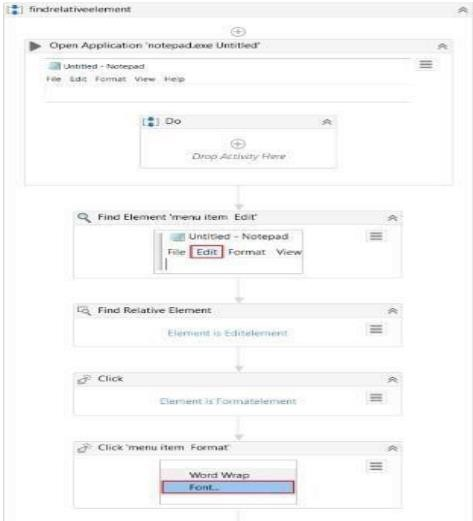 findrelativeelement
Open Application 'notepad.exe Untitled'
Untitled - Notepad
File Edit Format View Help
Do
Drop Activity Here
Find Element 'menu item Edit'
Untitled - Notepad
File Edit Format View
Find Relative Element
Element is Editelement
Click
Element is Formatelement
Click 'menu item Format'
Word Wrap
Font...